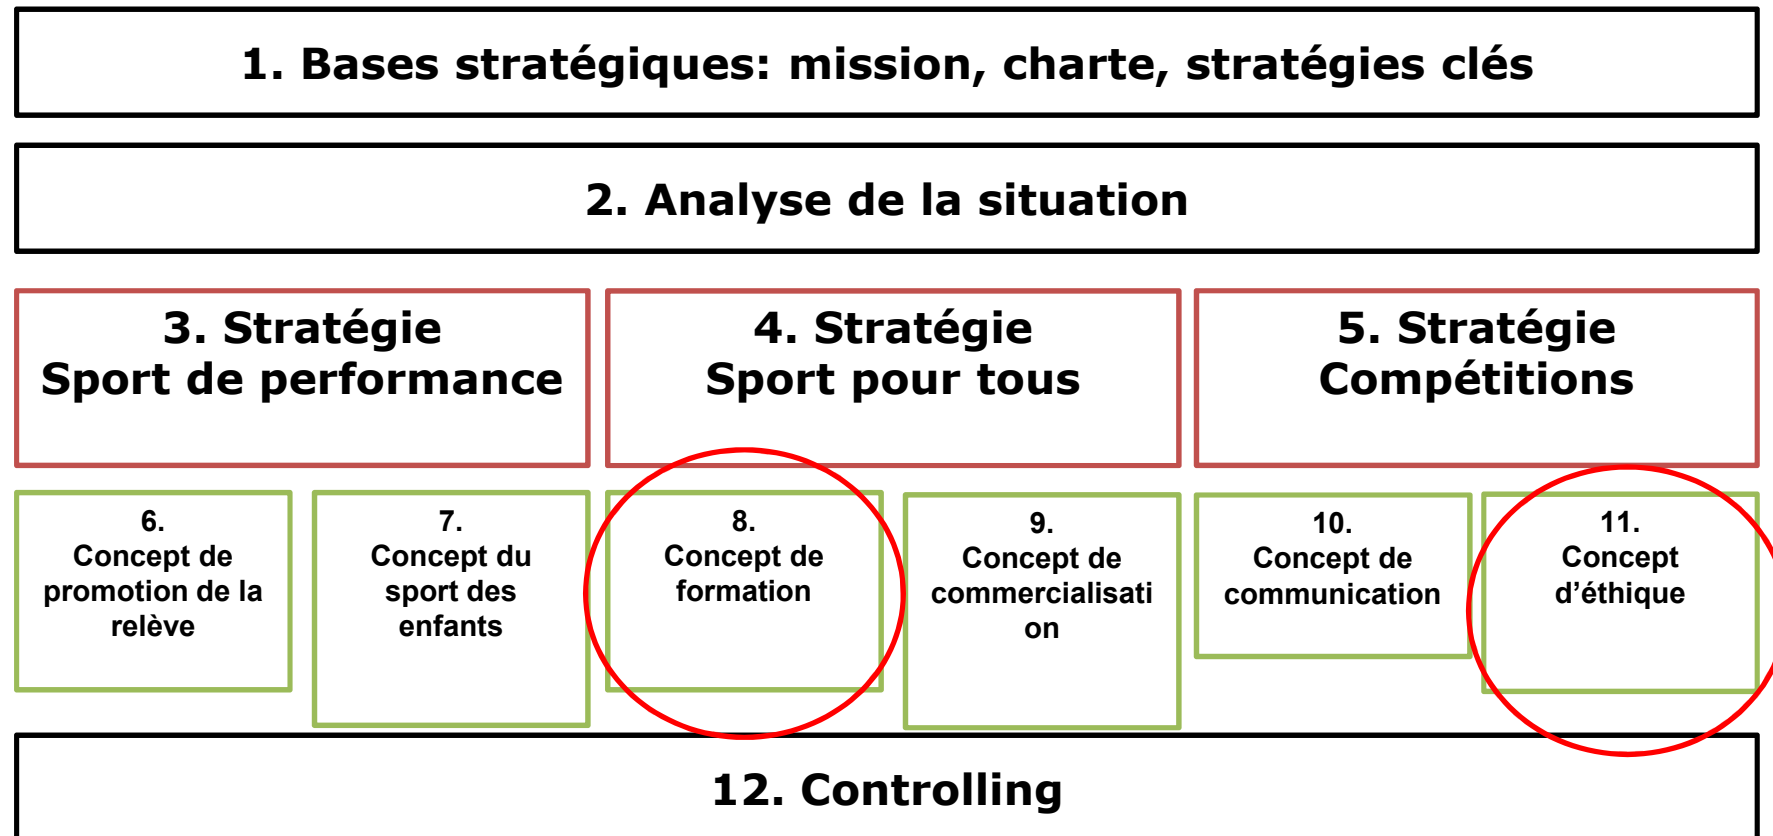 1. Bases stratégiques: mission, charte, stratégies clés
2. Analyse de la situation
3. Stratégie
Sport de performance
4. Stratégie
Sport pour tous
5. Stratégie
Compétitions
6.
Concept de
promotion de la
relève
7.
Concept du
sport des
enfants
8.
Concept de
formation
9.
Concept de
commercialisati
on
10.
Concept de
communication
11.
Concept
d’éthique
12. Controlling